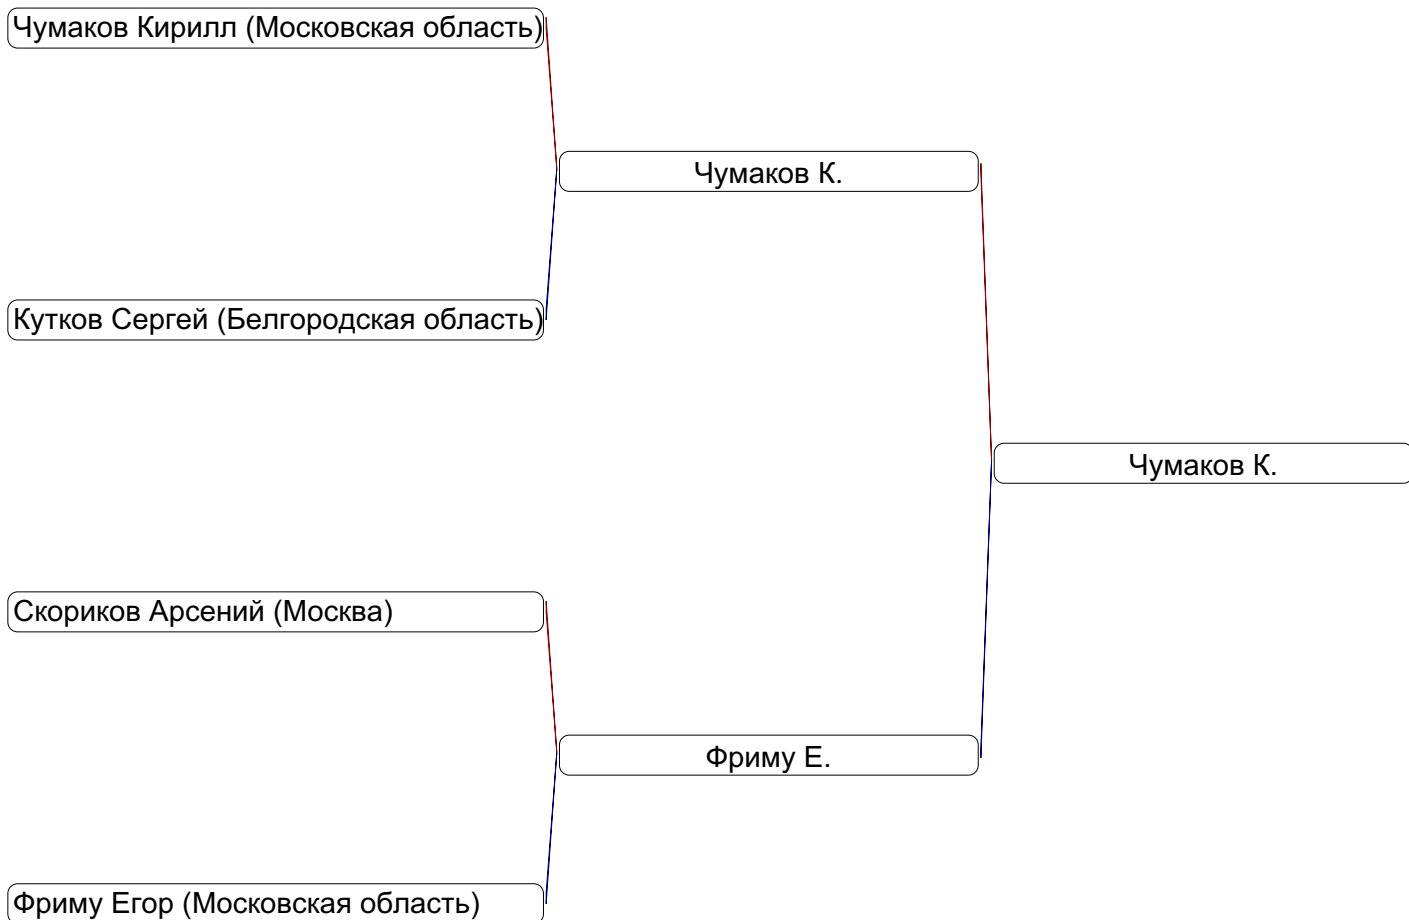 Чумаков Кирилл (Московская область)
Чумаков К.
Кутков Сергей (Белгородская область)
Чумаков К.
Скориков Арсений (Москва)
Фриму Е.
Фриму Егор (Московская область)